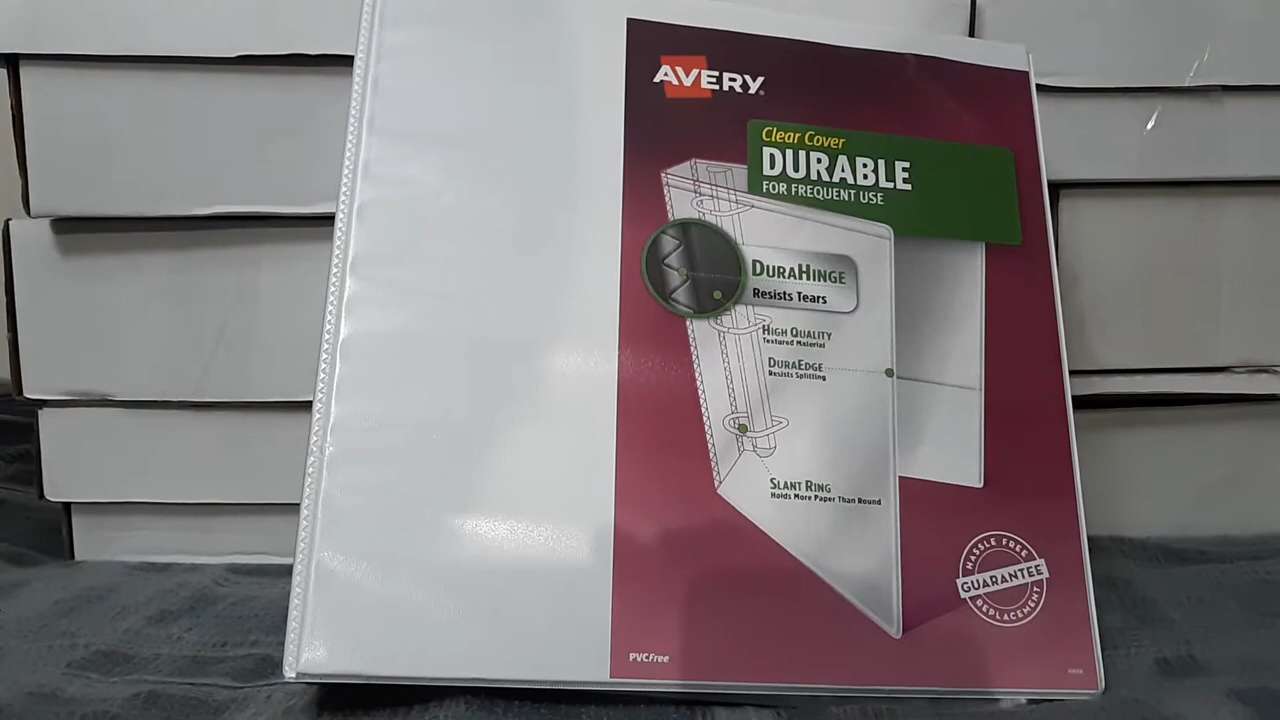 AVERY®
Clear Cover
DURABLE
FOR FREQUENT USE
DURAHINGE
Resists Tears
HIGH QUALITY
Textured Material
DURAEDGE
Resists Splitting
SLANT RING
Holds More Paper Than Round
HASSLE FREE
GUARANTEE
REPLACEMENT
PVCFree